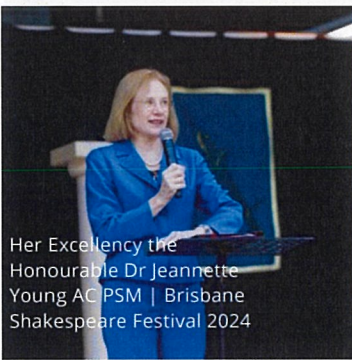 Her Excellency the
Honourable Dr Jeannette
Young AC PSM | Brisbane
Shakespeare Festival 2024